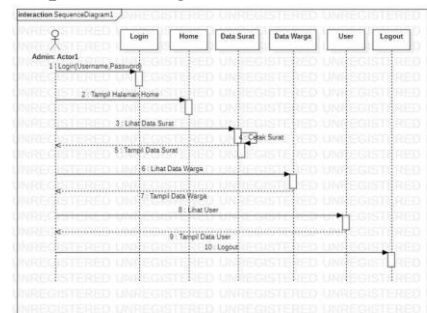 interaction SequenceDiagram1
Login Home Data Surat Data Warga User Logout
Admin: Actor1
1 : Login(Username,Password)
2 : Tampil Halaman Home
3 : Lihat Data Surat
4 : Cetak Surat
5 : Tampil Data Surat
6 : Lihat Data Warga
7 : Tampil Data Warga
8 : Lihat User
9 : Tampil Data User
10 : Logout
UNREGISTERED